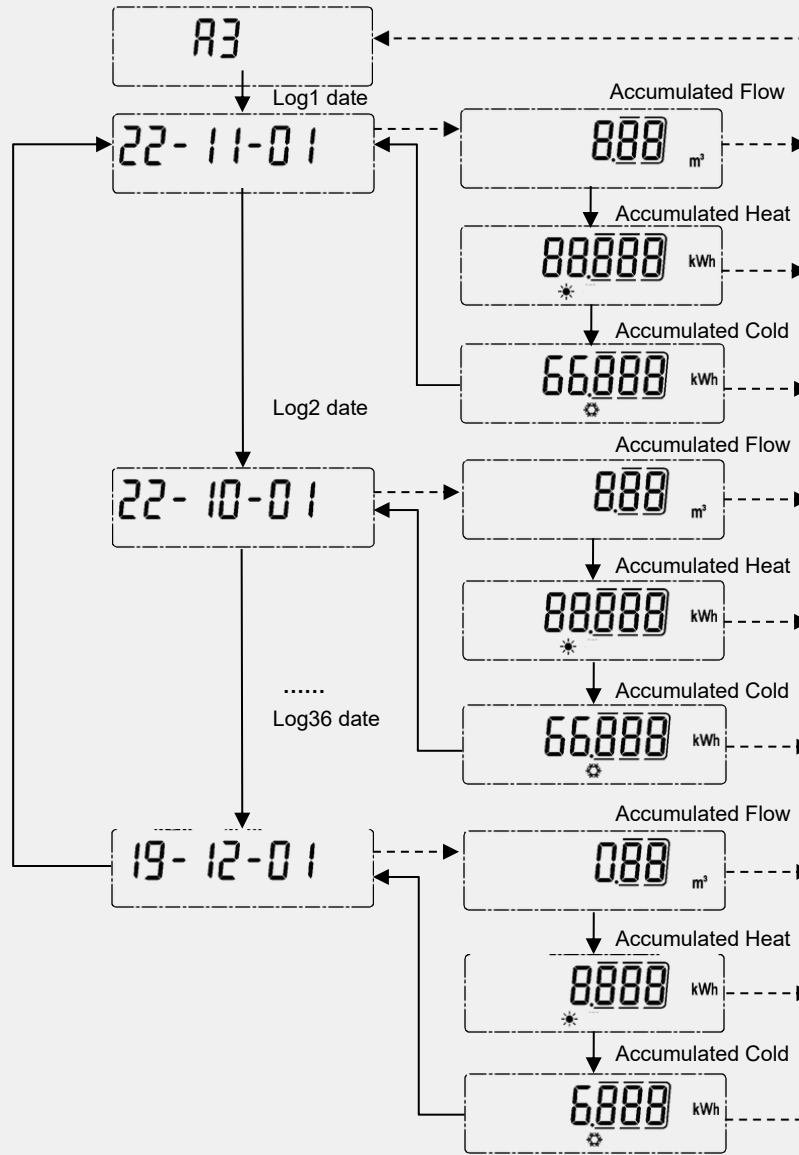 A3
Log1 date
Accumulated Flow
22-11-01
8.88 m³
Accumulated Heat
88.888 kWh
Accumulated Cold
66.888 kWh
Log2 date
Accumulated Flow
22-10-01
8.88 m³
Accumulated Heat
88.888 kWh
......
Accumulated Cold
Log36 date
66.888 kWh
Accumulated Flow
19-12-01
0.88 m³
Accumulated Heat
8.888 kWh
Accumulated Cold
6.888 kWh